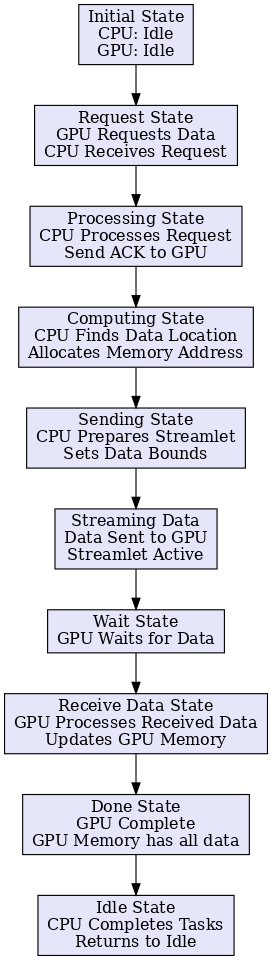 Initial State
CPU: Idle
GPU: Idle
Request State
GPU Requests Data
CPU Receives Request
Processing State
CPU Processes Request
Send ACK to GPU
Computing State
CPU Finds Data Location
Allocates Memory Address
Sending State
CPU Prepares Streamlet
Sets Data Bounds
Streaming Data
Data Sent to GPU
Streamlet Active
Wait State
GPU Waits for Data
Receive Data State
GPU Processes Received Data
Updates GPU Memory
Done State
GPU Complete
GPU Memory has all data
Idle State
CPU Completes Tasks
Returns to Idle